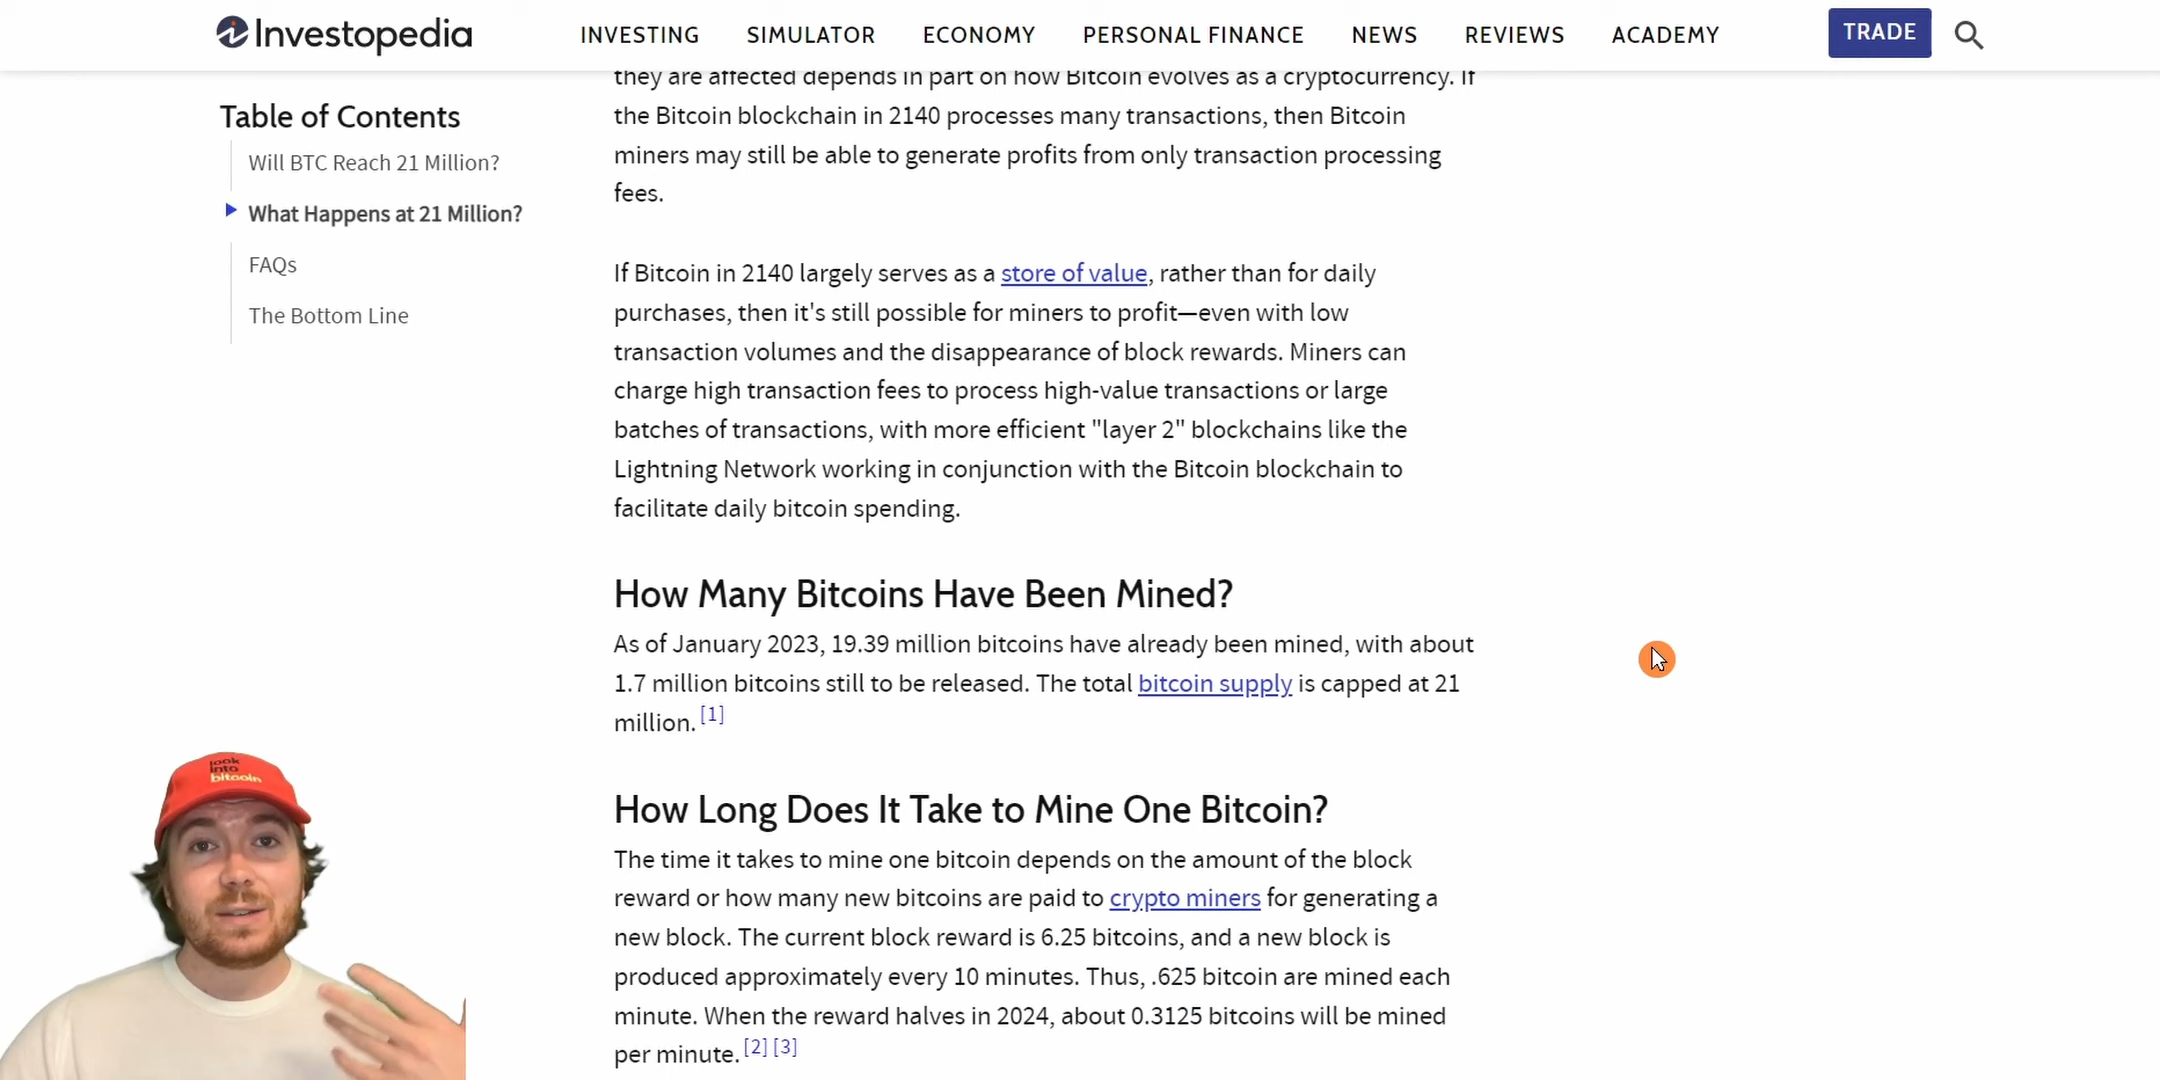 Investopedia
INVESTING SIMULATOR ECONOMY PERSONAL FINANCE NEWS REVIEWS ACADEMY TRADE
Table of Contents
Will BTC Reach 21 Million?
What Happens at 21 Million?
FAQs
The Bottom Line
they are affected depends in part on how Bitcoin evolves as a cryptocurrency. If
the Bitcoin blockchain in 2140 processes many transactions, then Bitcoin
miners may still be able to generate profits from only transaction processing
fees.
If Bitcoin in 2140 largely serves as a store of value, rather than for daily
purchases, then it's still possible for miners to profit—even with low
transaction volumes and the disappearance of block rewards. Miners can
charge high transaction fees to process high-value transactions or large
batches of transactions, with more efficient "layer 2" blockchains like the
Lightning Network working in conjunction with the Bitcoin blockchain to
facilitate daily bitcoin spending.
How Many Bitcoins Have Been Mined?
As of January 2023, 19.39 million bitcoins have already been mined, with about
1.7 million bitcoins still to be released. The total bitcoin supply is capped at 21
million. [1]
How Long Does It Take to Mine One Bitcoin?
The time it takes to mine one bitcoin depends on the amount of the block
reward or how many new bitcoins are paid to crypto miners for generating a
new block. The current block reward is 6.25 bitcoins, and a new block is
produced approximately every 10 minutes. Thus, .625 bitcoin are mined each
minute. When the reward halves in 2024, about 0.3125 bitcoins will be mined
per minute. [2] [3]
look
into
bitcoin